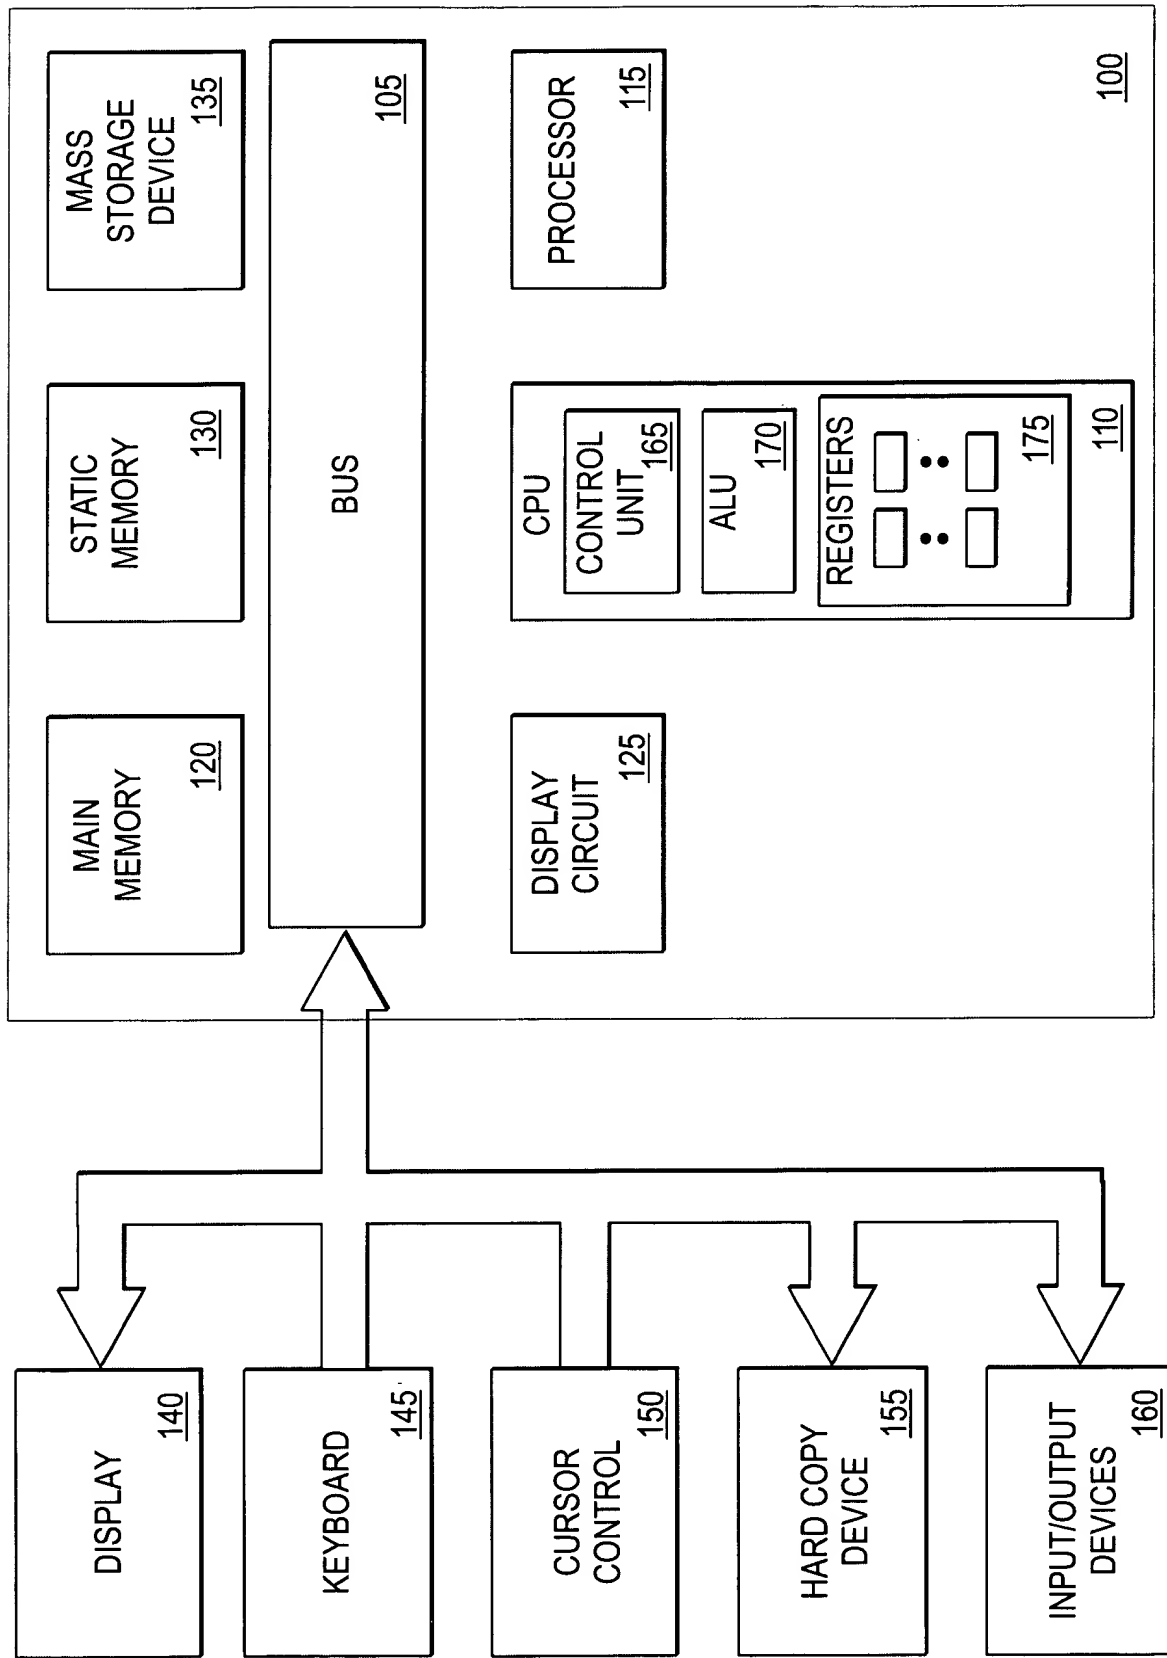 DISPLAY
140
KEYBOARD
145
CURSOR
CONTROL
150
HARD COPY
DEVICE
155
INPUT/OUTPUT
DEVICES
160
MAIN
MEMORY
120
STATIC
MEMORY
130
MASS
STORAGE
DEVICE
135
BUS
105
DISPLAY
CIRCUIT
125
CPU
CONTROL
UNIT
165
ALU
170
REGISTERS
175
110
PROCESSOR
115
100